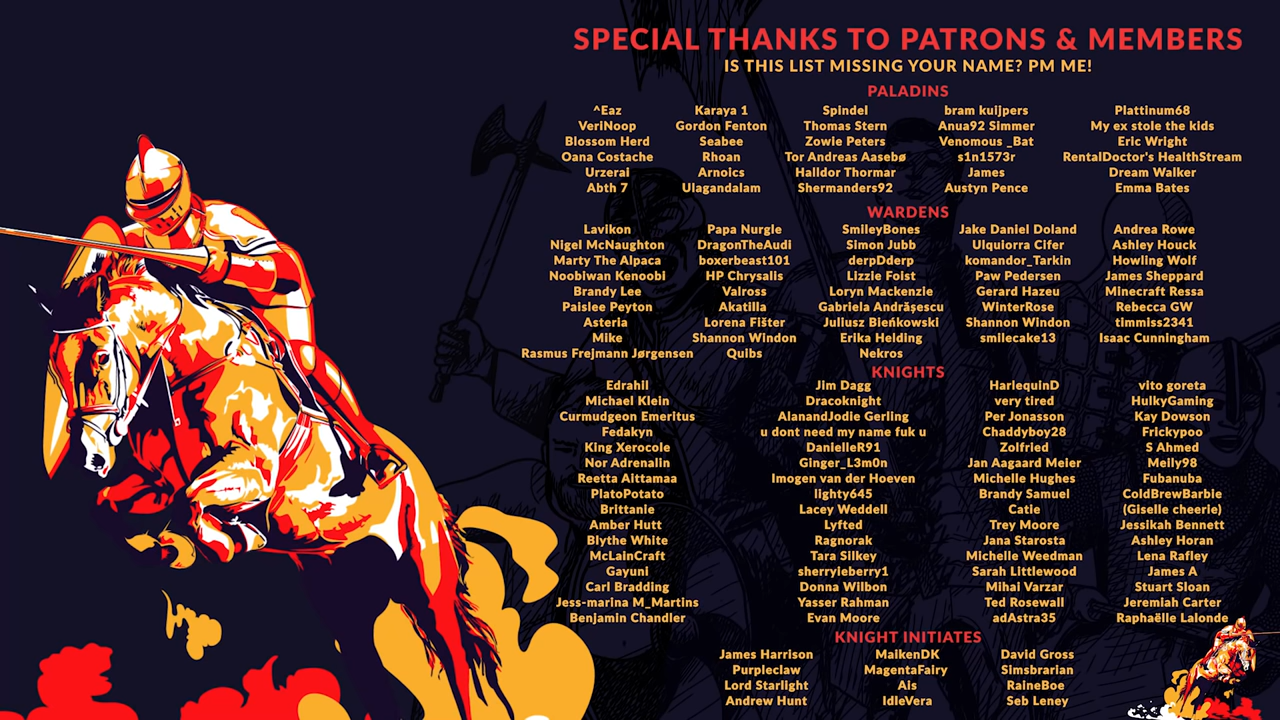 SPECIAL THANKS TO PATRONS & MEMBERS
IS THIS LIST MISSING YOUR NAME? PM ME!
PALADINS
^Eaz Karaya 1 Spindel bram kuijpers Plattinum68
VerlNoop Gordon Fenton Thomas Stern Anua92 Simmer My ex stole the kids
Blossom Herd Seabee Zowie Peters Venomous _Bat Eric Wright
Oana Costache Rhoan Tor Andreas Aasebø s1n1573r RentalDoctor's HealthStream
Urzerai Arnoics Halldor Thormar James Dream Walker
Abth 7 Ulagandalam Shermanders92 Austyn Pence Emma Bates
WARDENS
Lavikon Papa Nurgle SmileyBones Jake Daniel Doland Andrea Rowe
Nigel McNaughton DragonTheAudi Simon Jubb Ulquiorra Cifer Ashley Houck
Marty The Alpaca boxerbeast101 derpDderp komandor_Tarkin Howling Wolf
Noobiwan Kenoobi HP Chrysalis Lizzie Foist Paw Pedersen James Sheppard
Brandy Lee Valross Loryn Mackenzie Gerard Hazeu Minecraft Ressa
Paislee Peyton Akatilla Gabriela Andrășescu WinterRose Rebecca GW
Asteria Lorena Fišter Juliusz Bieńkowski Shannon Windon timmiss2341
Mike Shannon Windon Erika Helding smilecake13 Isaac Cunningham
Rasmus Frejmann Jørgensen Quibs Nekros
KNIGHTS
Edrahil Jim Dagg HarlequinD vito goreta
Michael Klein Dracoknight very tired HulkyGaming
Curmudgeon Emeritus AlanandJodie Gerling Per Jonasson Kay Dowson
Fedakyn u dont need my name fuk u Chaddyboy28 Frickypoo
King Xerocole DanielleR91 Zolfried S Ahmed
Nor Adrenalin Ginger_L3m0n Jan Aagaard Meier Meily98
Reetta Aittamaa Imogen van der Hoeven Michelle Hughes Fubanuba
PlatoPotato lighty645 Brandy Samuel ColdBrewBarbie
Brittanie Lacey Weddell Catie (Giselle cheerie)
Amber Hutt Lyfted Trey Moore Jessikah Bennett
Blythe White Ragnorak Jana Starosta Ashley Horan
McLainCraft Tara Silkey Michelle Weedman Lena Rafley
Gayuni sherryleberry1 Sarah Littlewood James A
Carl Bradding Donna Wilbon Mihai Varzar Stuart Sloan
Jess-marina M_Martins Yasser Rahman Ted Rosewall Jeremiah Carter
Benjamin Chandler Evan Moore adAstra35 Raphaëlle Lalonde
KNIGHT INITIATES
James Harrison MaikenDK David Gross
Purpleclaw MagentaFairy Simsbrarian
Lord Starlight Ais RaineBoe
Andrew Hunt IdleVera Seb Leney